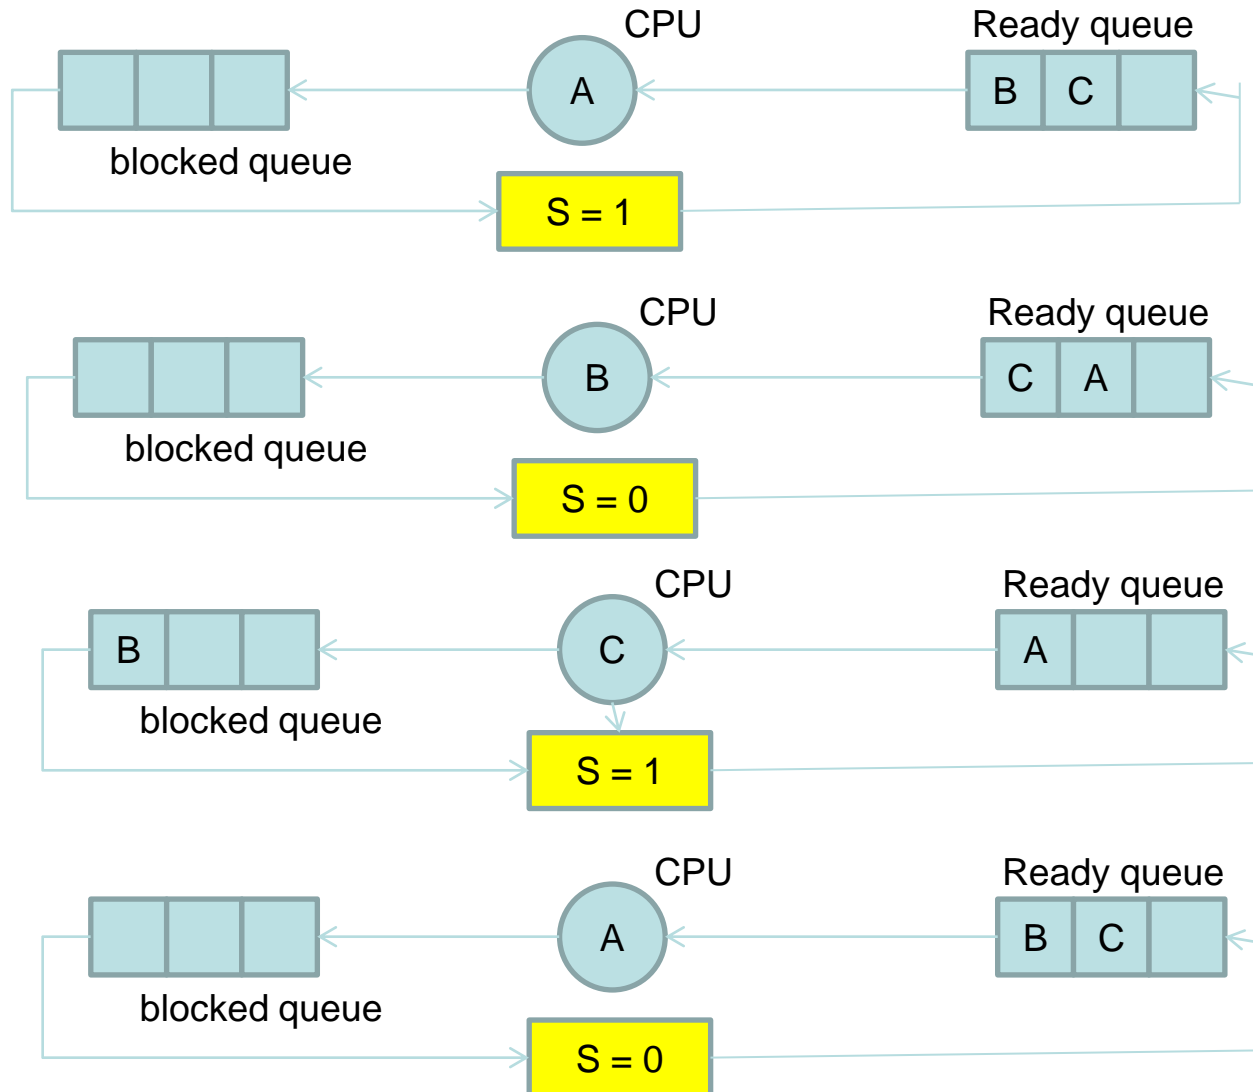 CPU
Ready queue
A
B C
blocked queue
S = 1
CPU
Ready queue
B
C A
blocked queue
S = 0
CPU
Ready queue
B
C
A
blocked queue
S = 1
CPU
Ready queue
A
B C
blocked queue
S = 0